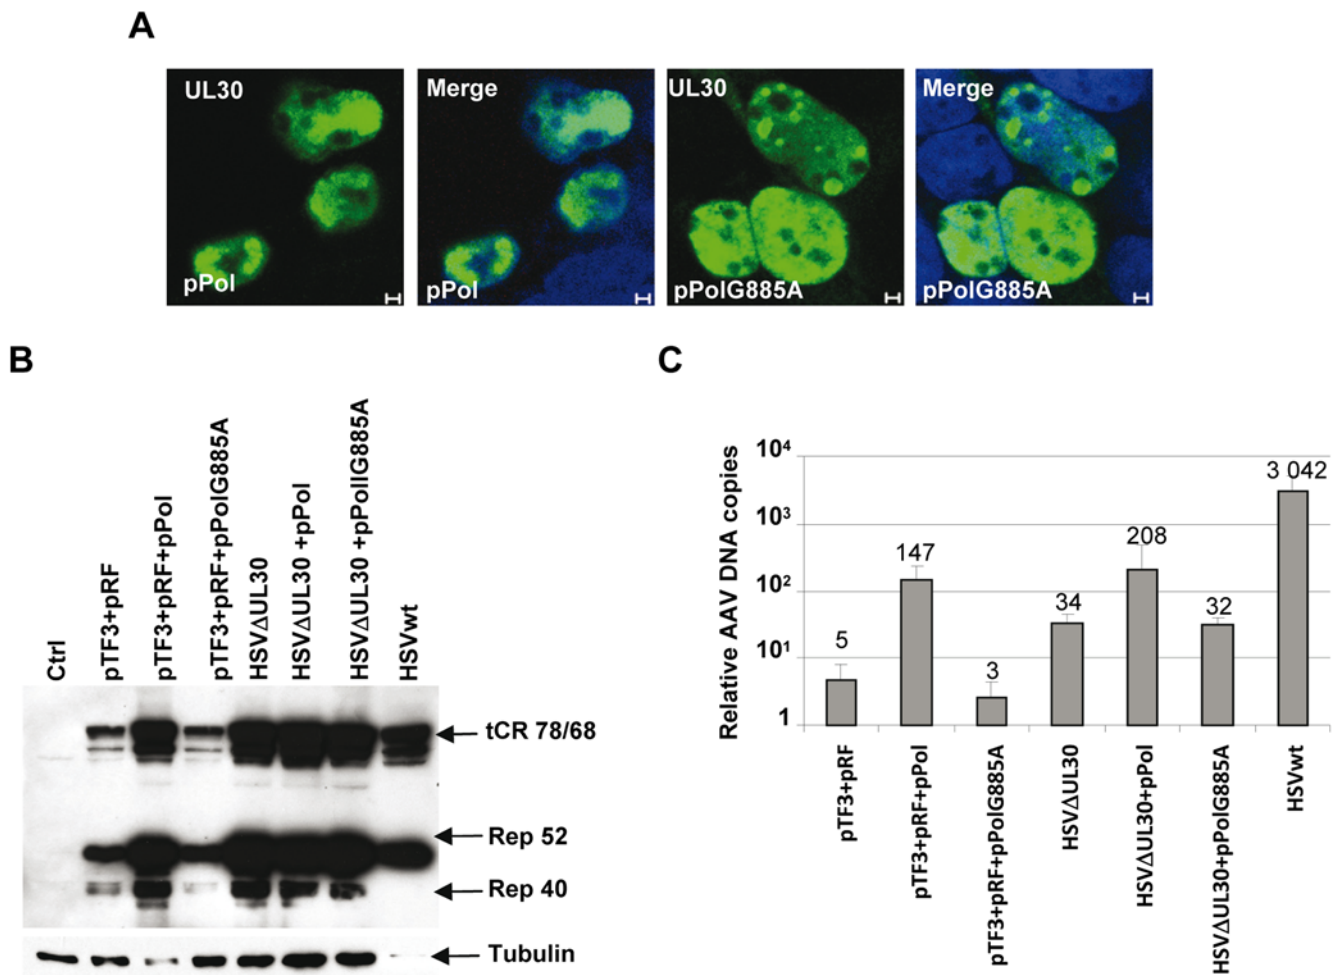 A
UL30
pPol
Merge
pPol
UL30
pPolG885A
Merge
pPolG885A
B
Ctrl
pTF3+pRF
pTF3+pRF+pPol
pTF3+pRF+pPolG885A
HSVΔUL30
HSVΔUL30 +pPol
HSVΔUL30 +pPolIG885A
HSVwt
tCR 78/68
Rep 52
Rep 40
Tubulin
C
Relative AAV DNA copies
10⁴
10³
10²
10¹
1
5
147
3
34
208
32
3 042
pTF3+pRF
pTF3+pRF+pPol
pTF3+pRF+pPolG885A
HSVΔUL30
HSVΔUL30+pPol
HSVΔUL30+pPolG885A
HSVwt